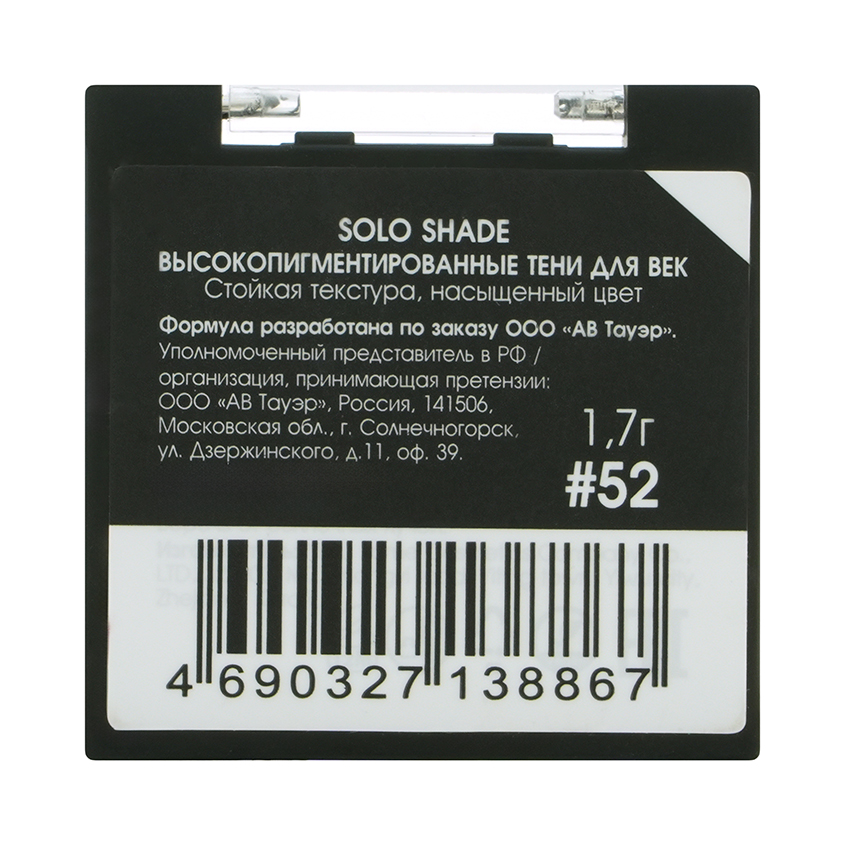 SOLO SHADE
ВЫСОКОПИГМЕНТИРОВАННЫЕ ТЕНИ ДЛЯ ВЕК
Стойкая текстура, насыщенный цвет
Формула разработана по заказу ООО «АВ Тауэр».
Уполномоченный представитель в РФ /
организация, принимающая претензии:
ООО «АВ Тауэр», Россия, 141506,
Московская обл., г. Солнечногорск,
ул. Дзержинского, д.11, оф. 39.
1,7г
#52
4 690327 138867